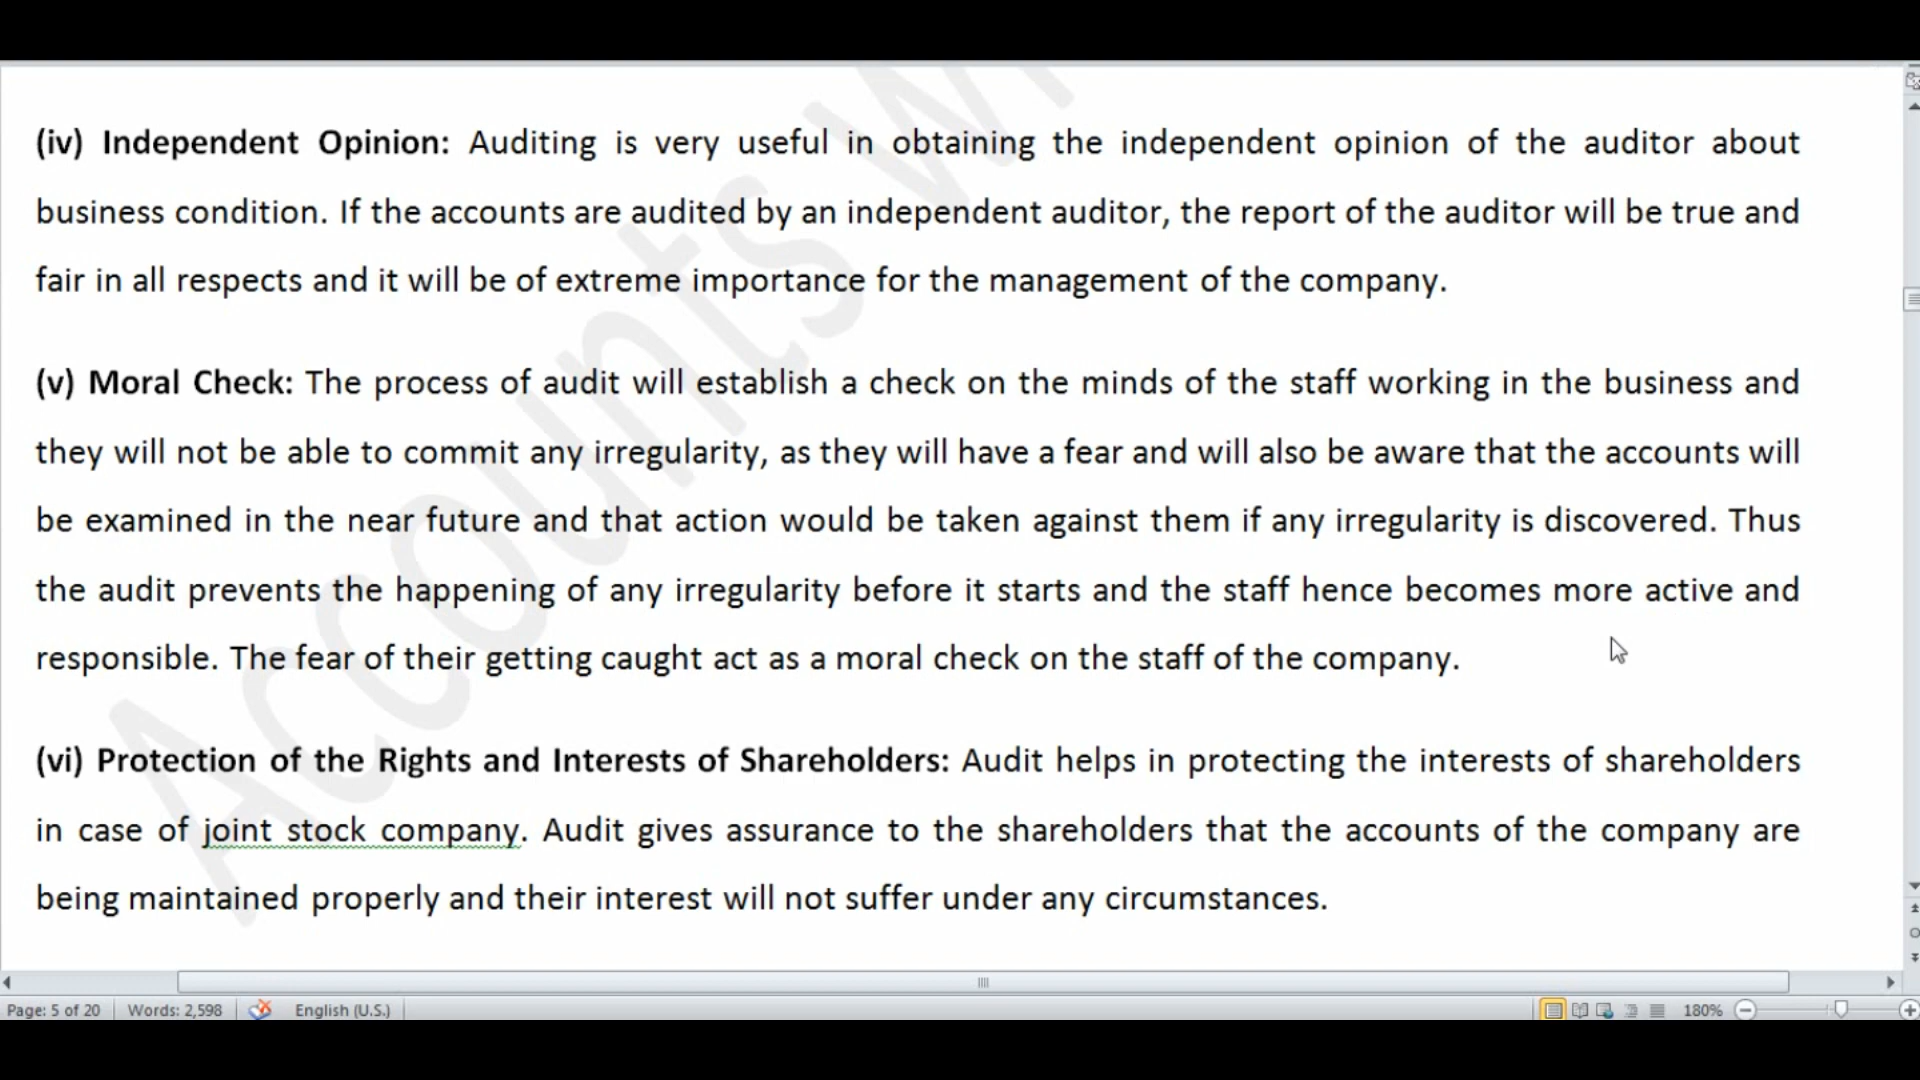 (iv) Independent Opinion: Auditing is very useful in obtaining the independent opinion of the auditor about
business condition. If the accounts are audited by an independent auditor, the report of the auditor will be true and
fair in all respects and it will be of extreme importance for the management of the company.
(v) Moral Check: The process of audit will establish a check on the minds of the staff working in the business and
they will not be able to commit any irregularity, as they will have a fear and will also be aware that the accounts will
be examined in the near future and that action would be taken against them if any irregularity is discovered. Thus
the audit prevents the happening of any irregularity before it starts and the staff hence becomes more active and
responsible. The fear of their getting caught act as a moral check on the staff of the company.
(vi) Protection of the Rights and Interests of Shareholders: Audit helps in protecting the interests of shareholders
in case of joint stock company. Audit gives assurance to the shareholders that the accounts of the company are
being maintained properly and their interest will not suffer under any circumstances.
Accounts
Page: 5 of 20 Words: 2,598 English (U.S.) 180%